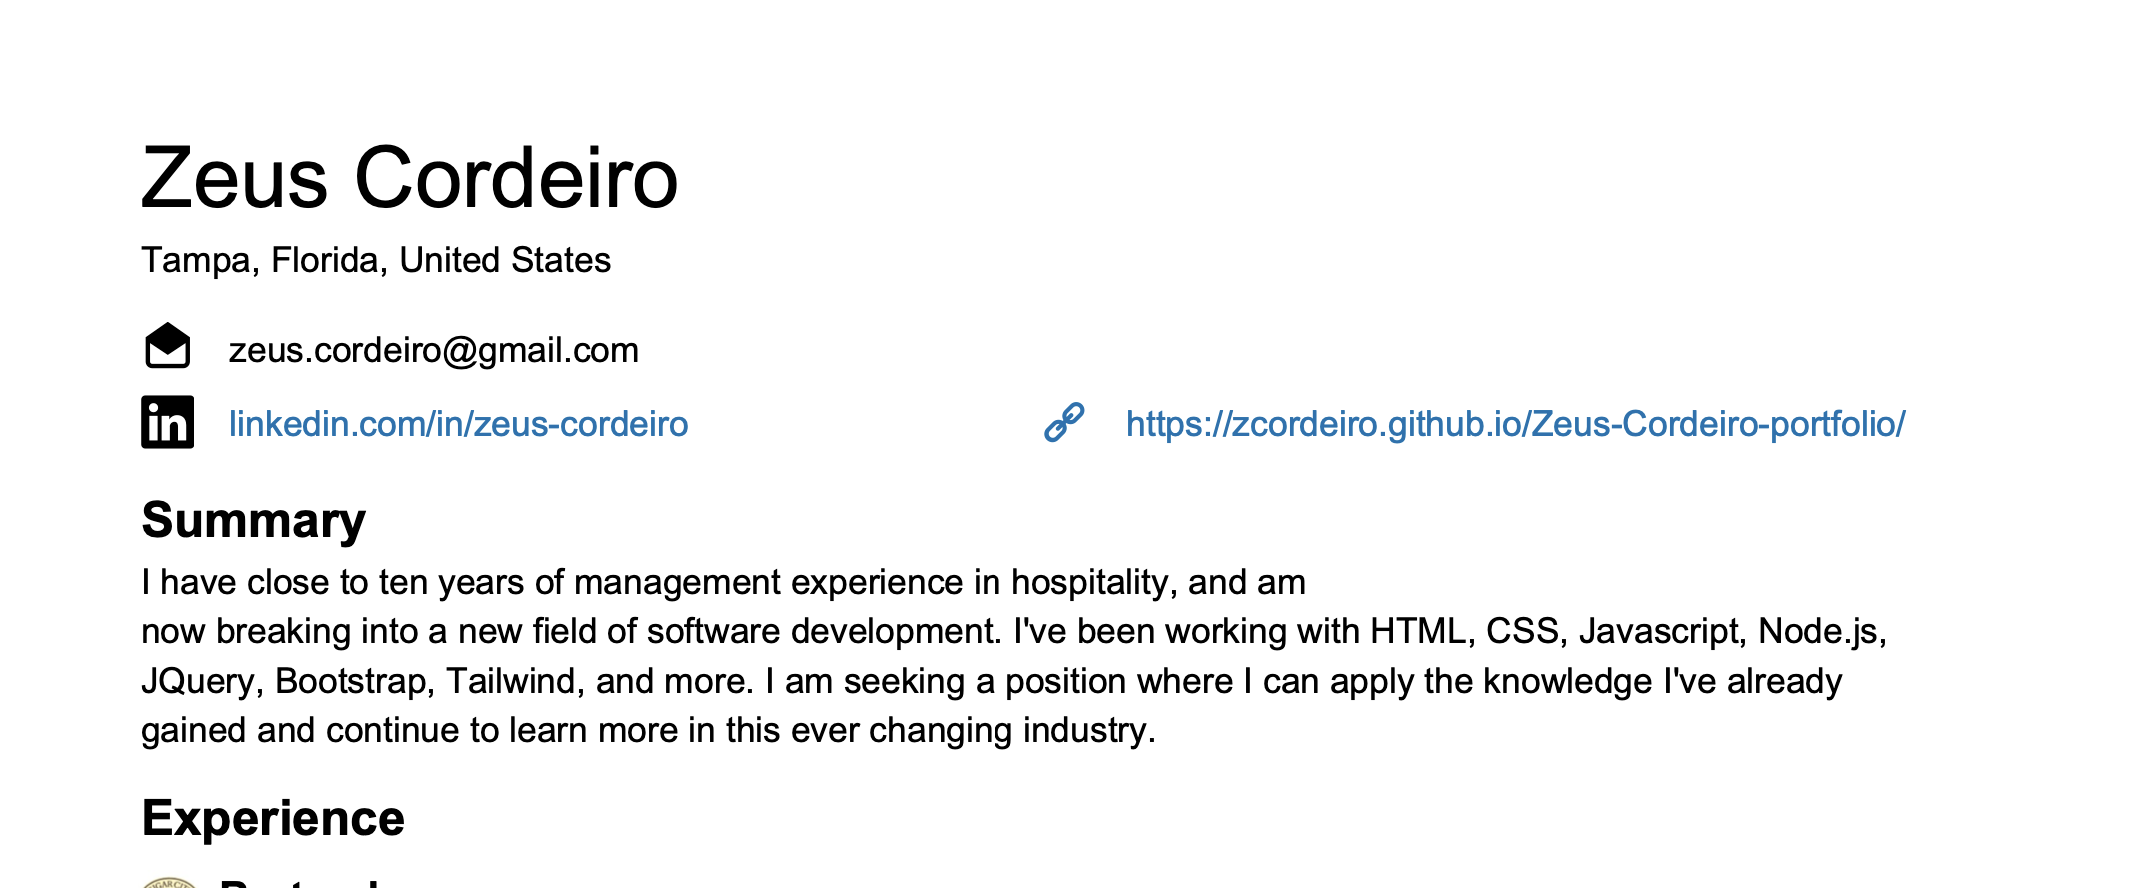 Zeus Cordeiro
Tampa, Florida, United States
zeus.cordeiro@gmail.com
linkedin.com/in/zeus-cordeiro
https://zcordeiro.github.io/Zeus-Cordeiro-portfolio/
Summary
I have close to ten years of management experience in hospitality, and am
now breaking into a new field of software development. I've been working with HTML, CSS, Javascript, Node.js,
JQuery, Bootstrap, Tailwind, and more. I am seeking a position where I can apply the knowledge I've already
gained and continue to learn more in this ever changing industry.
Experience